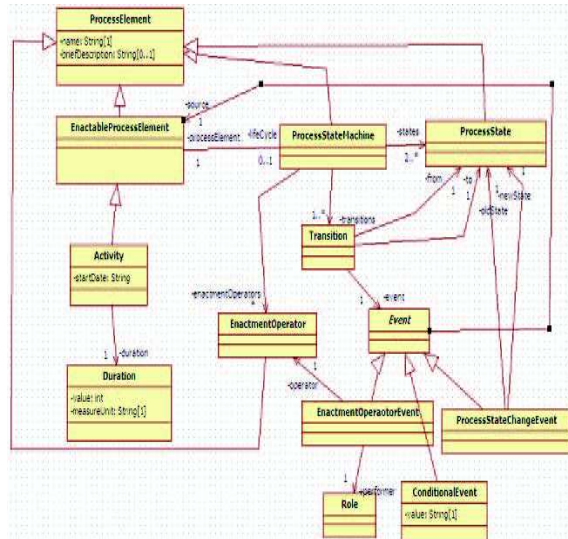 ProcessElement
-name: String[1]
-briefDescription: String[0..1]
-source
1
EnactableProcessElement
-processElement
1
-lifeCycle
0..1
ProcessStateMachine
-states
2..*
ProcessState
-from
1
-to
1
1
-newState
1
-oldState
1..*
-transitions
Transition
Activity
-startDate: String
-enactmentOperators
*
1
-event
Event
EnactmentOperator
1
-duration
1
-operator
Duration
-value: int
-measureUnit: String[1]
EnactmentOperaotorEvent
ProcessStateChangeEvent
1
-performer
Role
ConditionalEvent
-value: String[1]